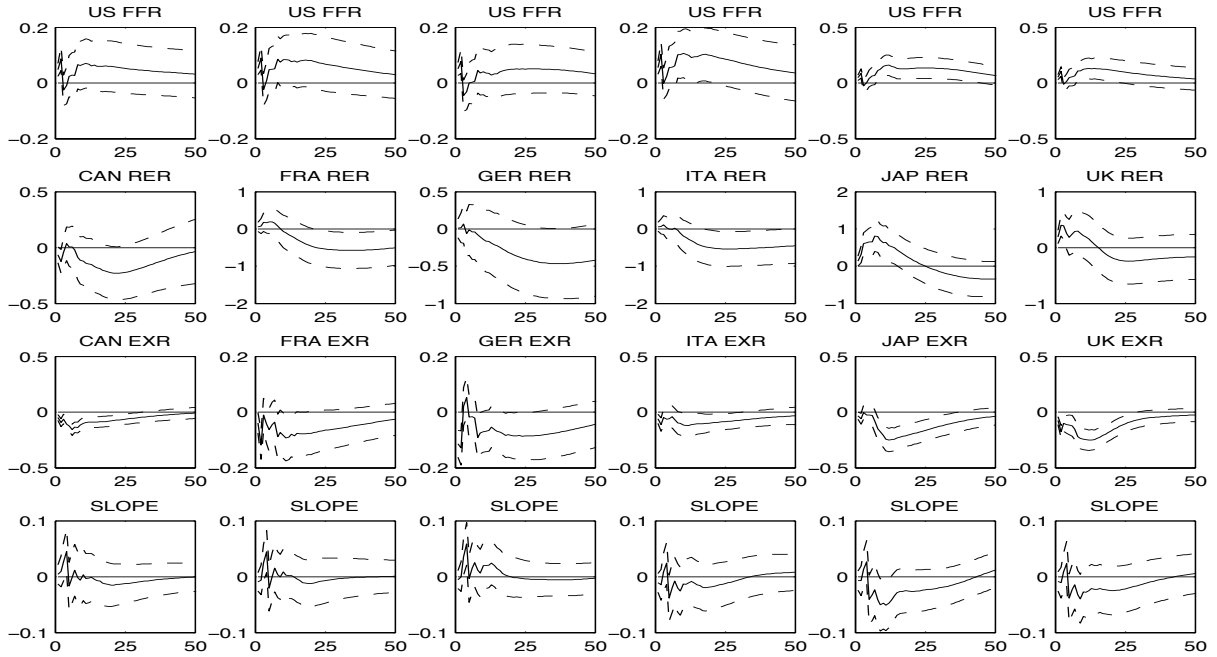 US FFR US FFR US FFR US FFR US FFR US FFR
0.2 0.2 0.2 0.2 0.5 0.5
0 0 0 0 0 0
−0.2 −0.2 −0.2 −0.2 −0.5 −0.5
0 25 50 0 25 50 0 25 50 0 25 50 0 25 50 0 25 50
CAN RER FRA RER GER RER ITA RER JAP RER UK RER
0.5 1 0.5 1 2 1
0 0 0 0 1 0
−0.5 −1 −0.5 −1 0 −1
−2 −1 −2 −1
0 25 50 0 25 50 0 25 50 0 25 50 0 25 50 0 25 50
CAN EXR FRA EXR GER EXR ITA EXR JAP EXR UK EXR
0.5 0.2 0.2 0.5 0.5 0.5
0 0 0 0 0 0
−0.5 −0.2 −0.2 −0.5 −0.5 −0.5
0 25 50 0 25 50 0 25 50 0 25 50 0 25 50 0 25 50
SLOPE SLOPE SLOPE SLOPE SLOPE SLOPE
0.1 0.1 0.1 0.1 0.1 0.1
0 0 0 0 0 0
−0.1 −0.1 −0.1 −0.1 −0.1 −0.1
0 25 50 0 25 50 0 25 50 0 25 50 0 25 50 0 25 50